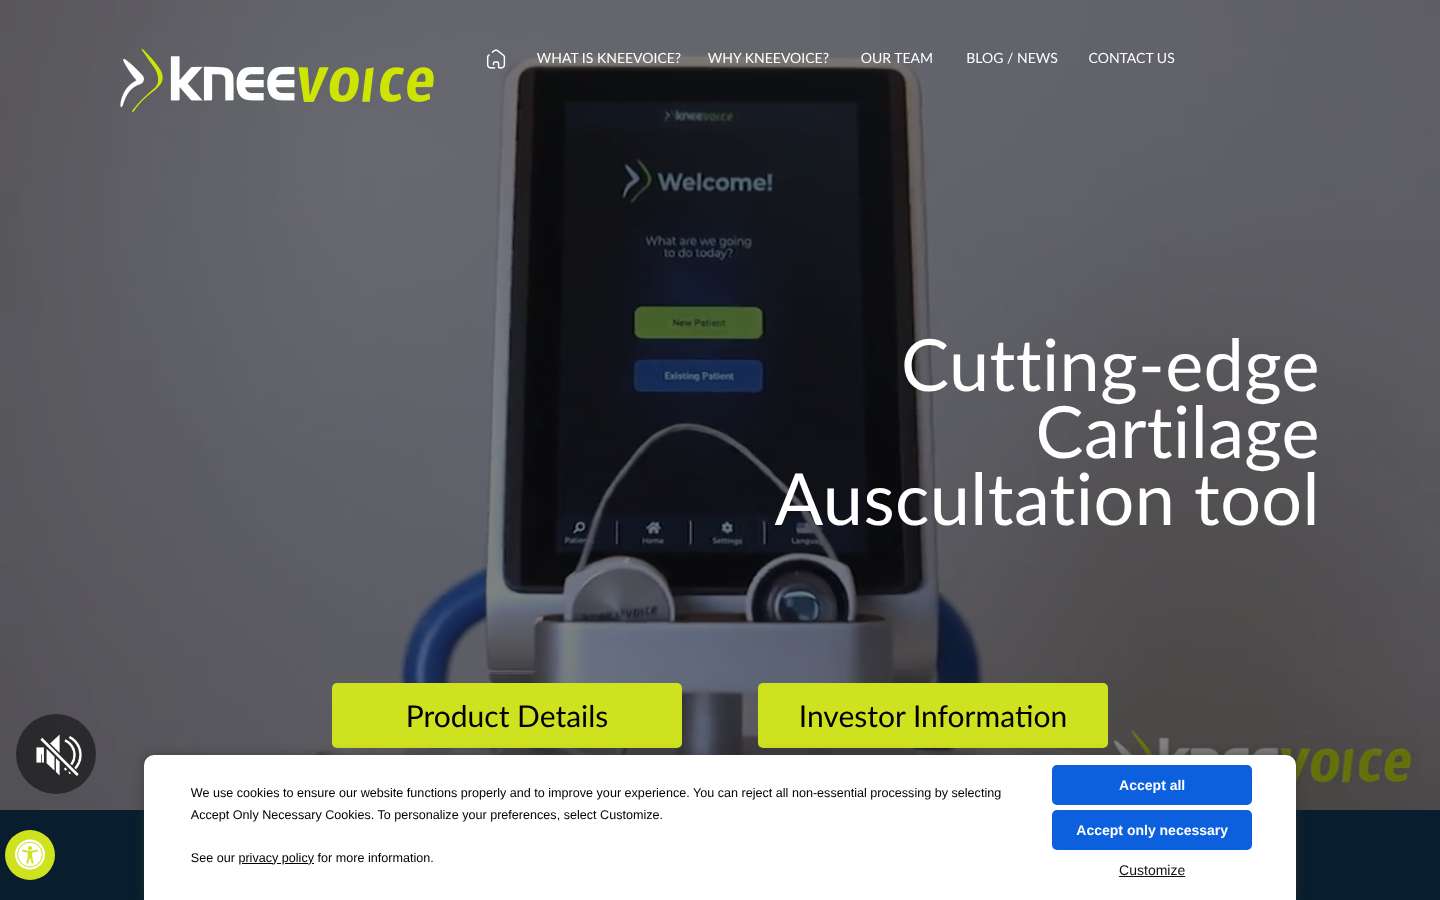 kneevoice
WHAT IS KNEEVOICE?
WHY KNEEVOICE?
OUR TEAM
BLOG / NEWS
CONTACT US
kneevoice
Welcome!
What are we going
to do today?
New Patient
Existing Patient
Cutting-edge
Cartilage
Auscultation tool
Home
Settings
kneevoice
Product Details
Investor Information
kneevoice
We use cookies to ensure our website functions properly and to improve your experience. You can reject all non-essential processing by selecting
Accept Only Necessary Cookies. To personalize your preferences, select Customize.
See our privacy policy for more information.
Accept all
Accept only necessary
Customize